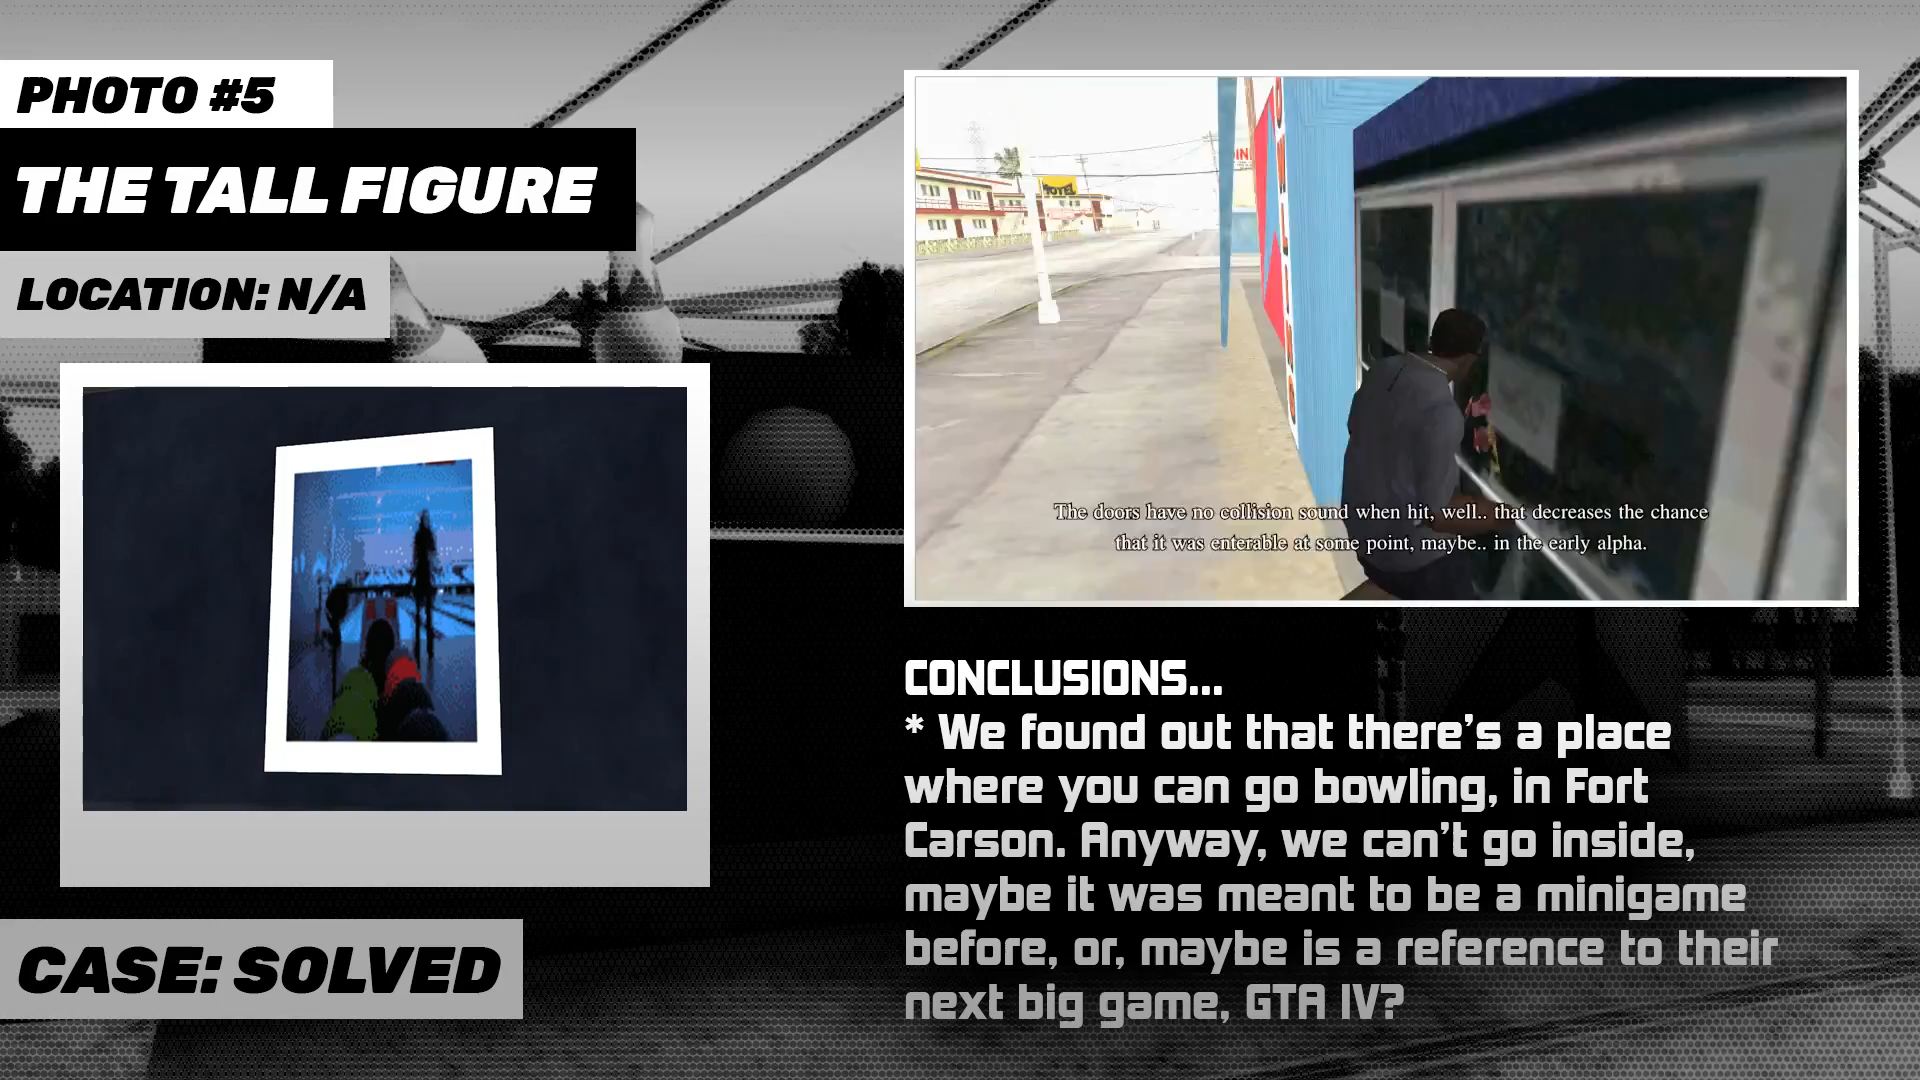 PHOTO #5
THE TALL FIGURE
LOCATION: N/A
MOTEL
The doors have no collision sound when hit, well.. that decreases the chance
that it was enterable at some point, maybe.. in the early alpha.
CONCLUSIONS...
* We found out that there's a place
where you can go bowling, in Fort
Carson. Anyway, we can't go inside,
maybe it was meant to be a minigame
before, or, maybe is a reference to their
next big game, GTA IV?
CASE: SOLVED